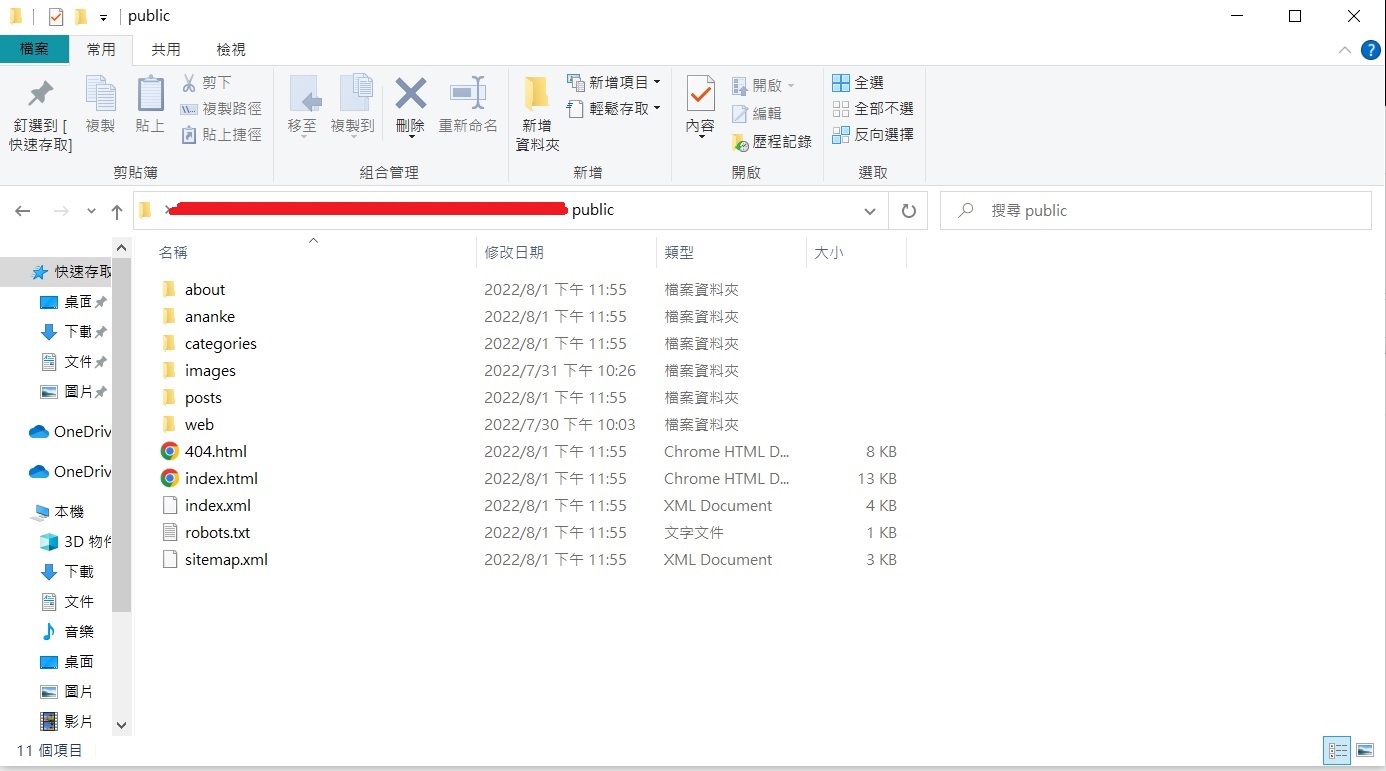 public
檔案 常用 共用 檢視
釘選到 [
快速存取]
複製
貼上
剪下
複製路徑
貼上捷徑
剪貼簿
移至
複製到
刪除
重新命名
組合管理
新增
資料夾
新增項目
輕鬆存取
新增
內容
開啟
編輯
歷程記錄
開啟
全選
全部不選
反向選擇
選取
public
搜尋 public
快速存取
桌面
下載
文件
圖片
OneDriv
OneDriv
本機
3D 物件
下載
文件
音樂
桌面
圖片
影片
名稱 修改日期 類型 大小
about 2022/8/1 下午 11:55 檔案資料夾
ananke 2022/8/1 下午 11:55 檔案資料夾
categories 2022/8/1 下午 11:55 檔案資料夾
images 2022/7/31 下午 10:26 檔案資料夾
posts 2022/8/1 下午 11:55 檔案資料夾
web 2022/7/30 下午 10:03 檔案資料夾
404.html 2022/8/1 下午 11:55 Chrome HTML D... 8 KB
index.html 2022/8/1 下午 11:55 Chrome HTML D... 13 KB
index.xml 2022/8/1 下午 11:55 XML Document 4 KB
robots.txt 2022/8/1 下午 11:55 文字文件 1 KB
sitemap.xml 2022/8/1 下午 11:55 XML Document 3 KB
11 個項目